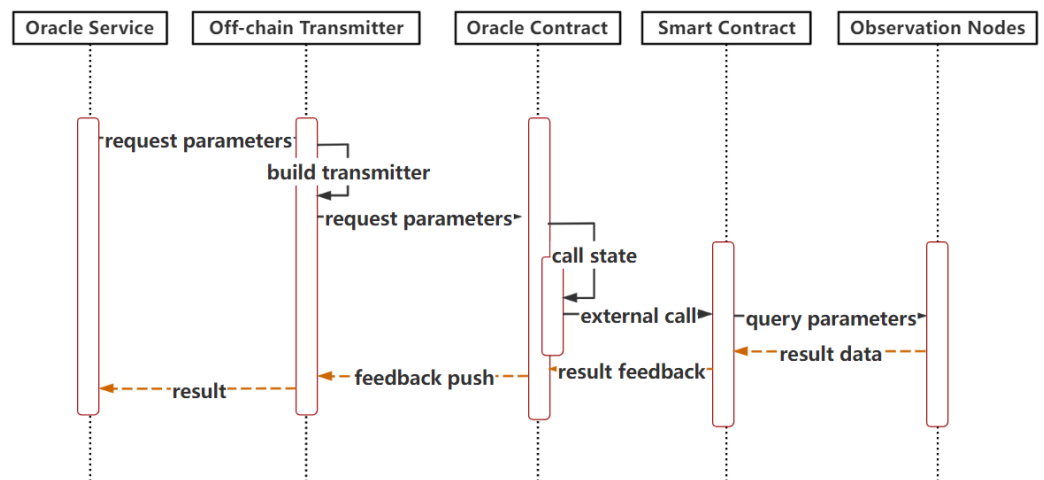 Oracle Service
Off-chain Transmitter
Oracle Contract
Smart Contract
Observation Nodes
request parameters
build transmitter
request parameters
call state
external call
query parameters
result data
result feedback
feedback push
result